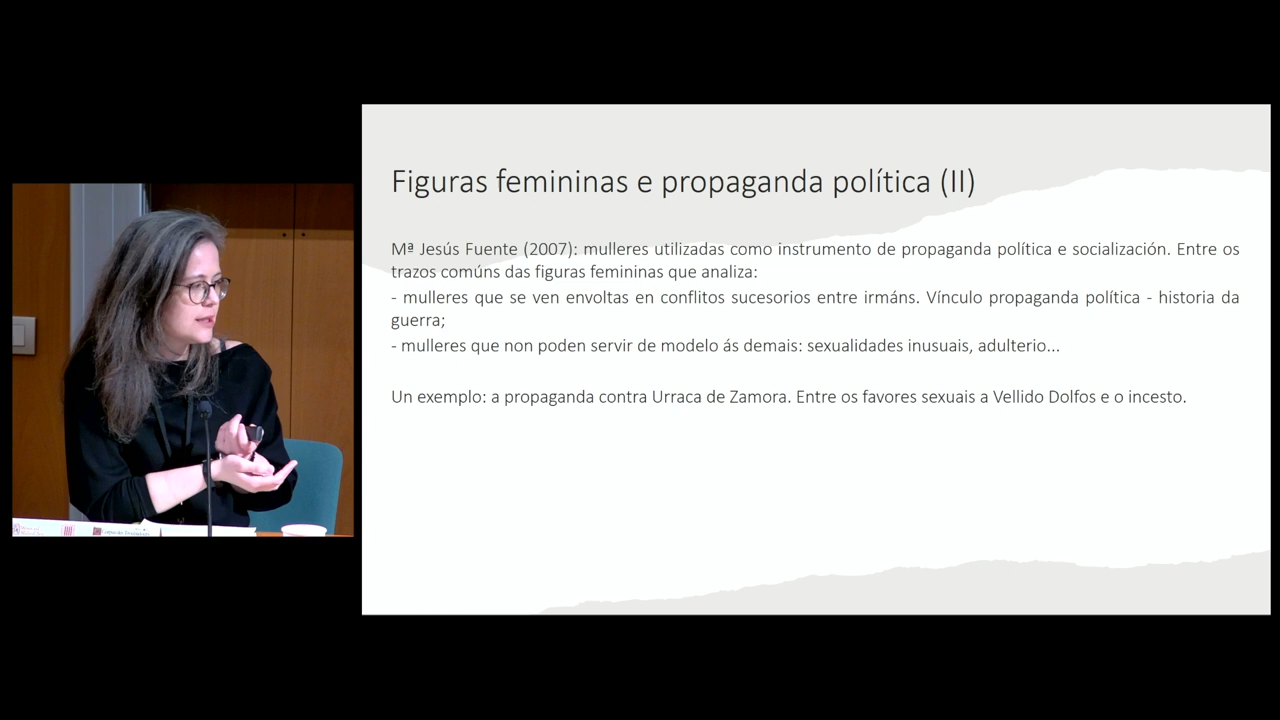 Figuras femininas e propaganda política (II)
Mª Jesús Fuente (2007): mulleres utilizadas como instrumento de propaganda política e socialización. Entre os
trazos comúns das figuras femininas que analiza:
- mulleres que se ven envoltas en conflitos sucesorios entre irmáns. Vínculo propaganda política - historia da
guerra;
- mulleres que non poden servir de modelo ás demais: sexualidades inusuais, adulterio...
Un exemplo: a propaganda contra Urraca de Zamora. Entre os favores sexuais a Vellido Dolfos e o incesto.